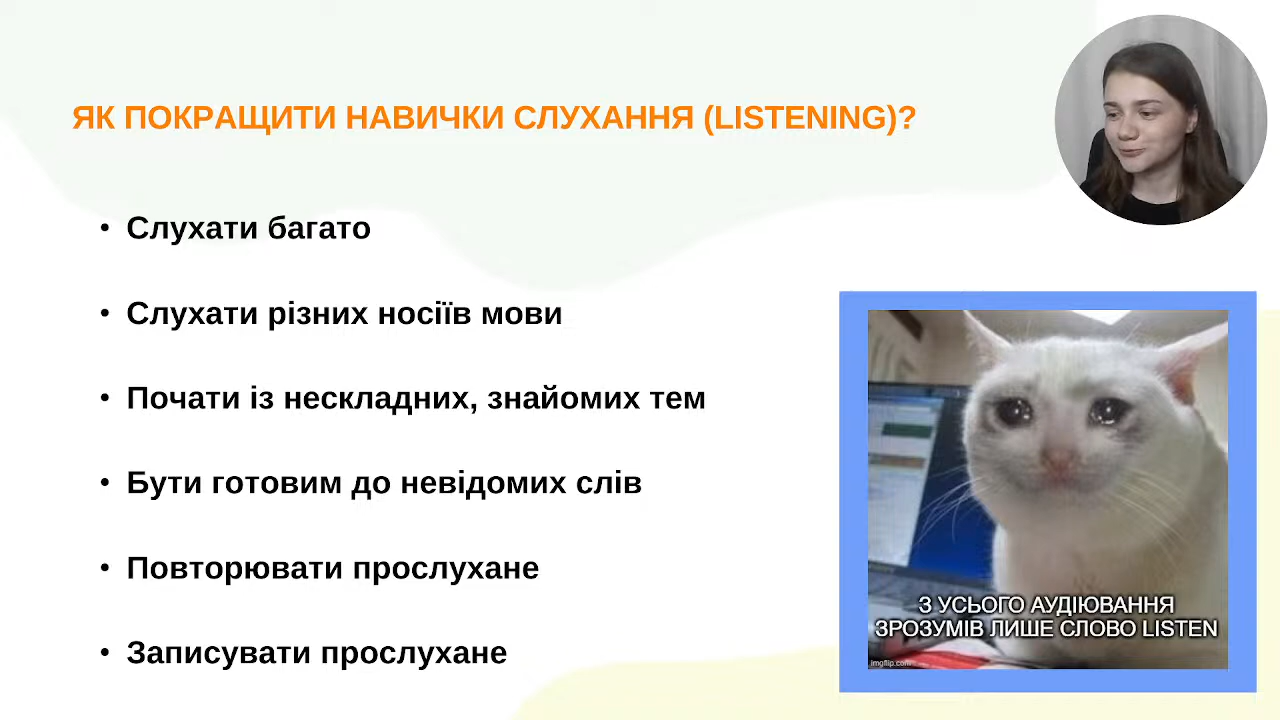 ЯК ПОКРАЩИТИ НАВИЧКИ СЛУХАННЯ (LISTENING)?
• Слухати багато
• Слухати різних носіїв мови
• Почати із нескладних, знайомих тем
• Бути готовим до невідомих слів
• Повторювати прослухане
• Записувати прослухане
З УСЬОГО АУДІЮВАННЯ
ЗРОЗУМІВ ЛИШЕ СЛОВО LISTEN
imgflip.com